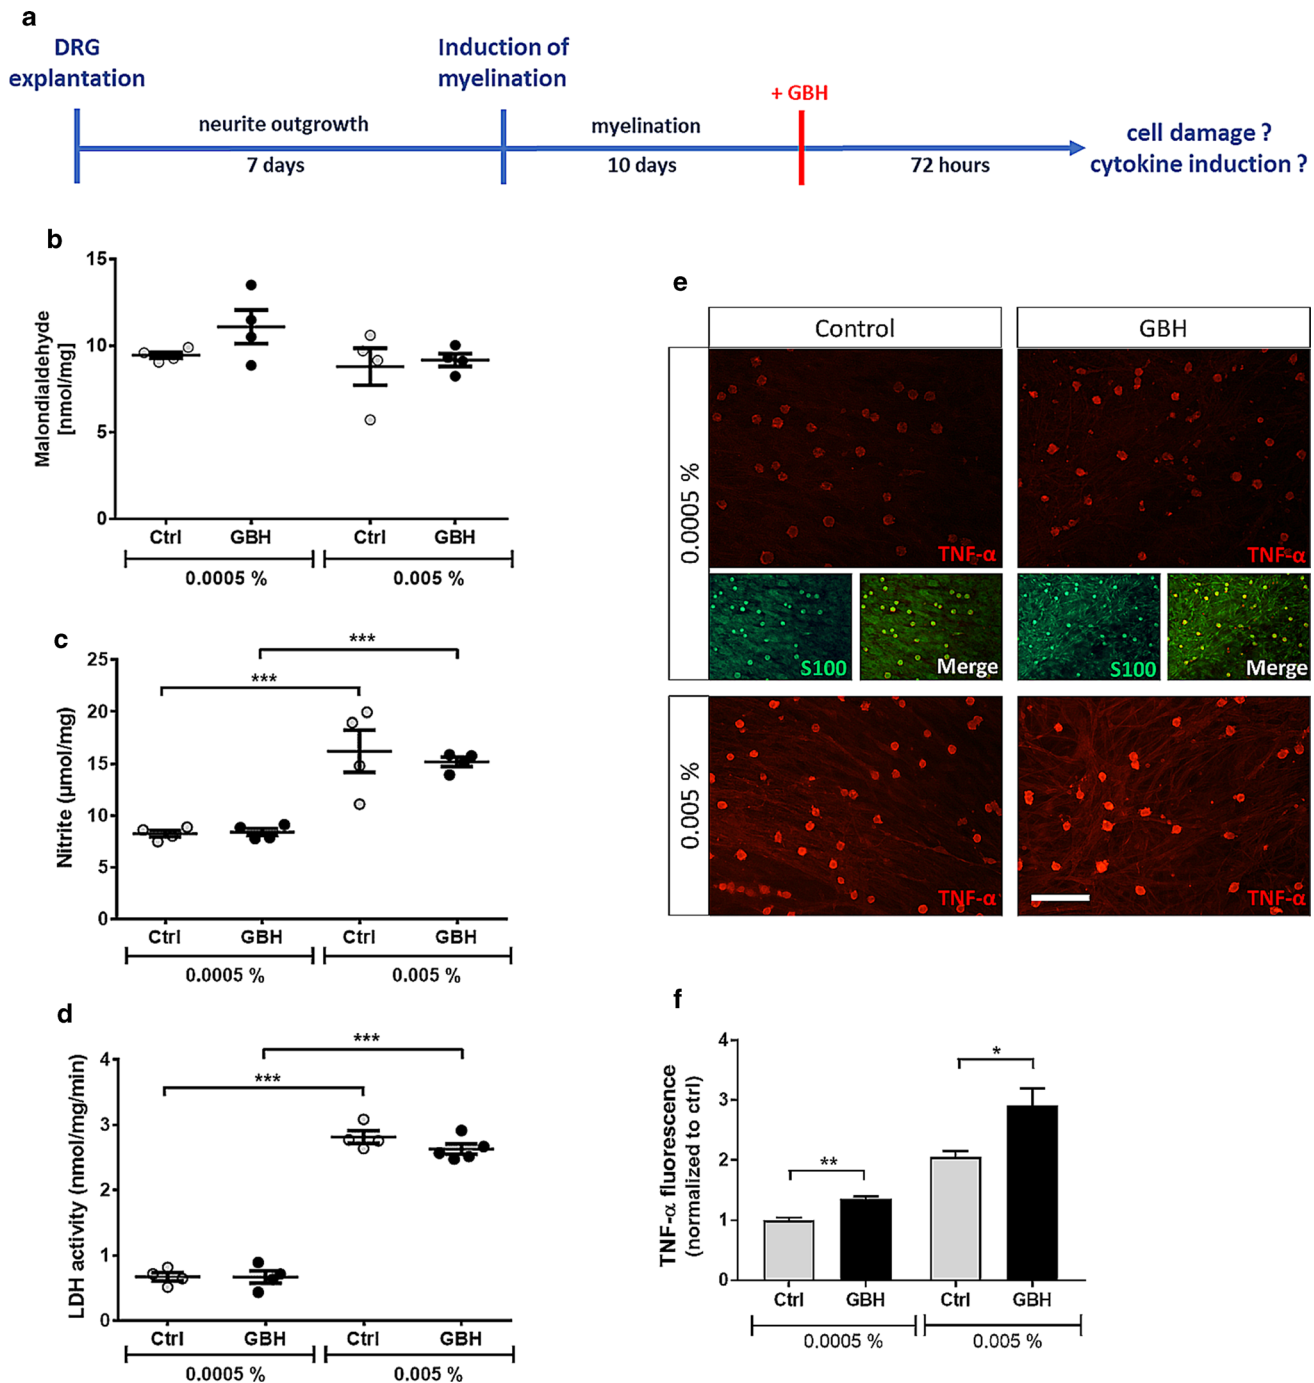 a
DRG
explantation
Induction of
myelination
+ GBH
neurite outgrowth
myelination
7 days
10 days
72 hours
cell damage ?
cytokine induction ?
b
Malondialdehyde
[nmol/mg]
15
10
5
0
Ctrl
GBH
Ctrl
GBH
0.0005 %
0.005 %
c
***
***
Nitrite (µmol/mg)
25
20
15
10
5
0
Ctrl
GBH
Ctrl
GBH
0.0005 %
0.005 %
d
***
***
LDH activity (nmol/mg/min)
4
3
2
1
0
Ctrl
GBH
Ctrl
GBH
0.0005 %
0.005 %
e
Control
GBH
0.0005 %
TNF-α
TNF-α
S100
Merge
S100
Merge
0.005 %
TNF-α
TNF-α
f
TNF-α fluorescence
(normalized to ctrl)
4
3
2
1
0
**
*
Ctrl
GBH
Ctrl
GBH
0.0005 %
0.005 %